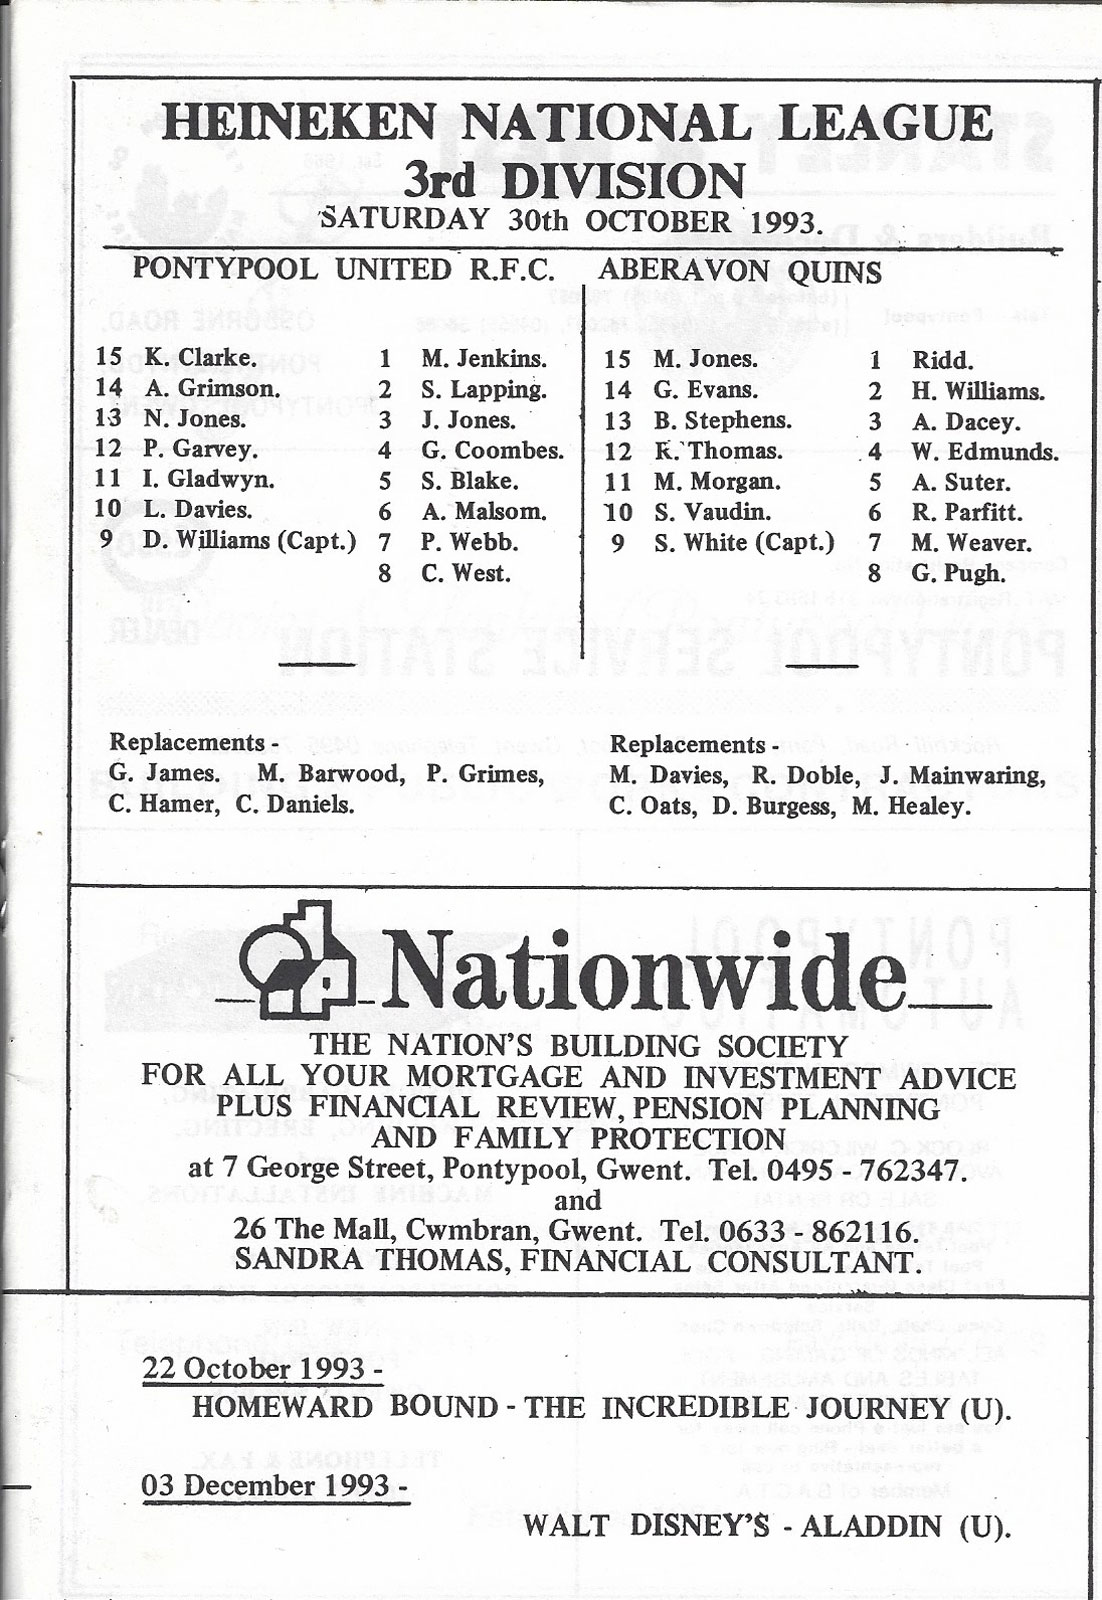 HEINEKEN NATIONAL LEAGUE
3rd DIVISION
SATURDAY 30th OCTOBER 1993.
PONTYPOOL UNITED R.F.C. ABERAVON QUINS
15 K. Clarke. 1 M. Jenkins. 15 M. Jones. 1 Ridd.
14 A. Grimson. 2 S. Lapping. 14 G. Evans. 2 H. Williams.
13 N. Jones. 3 J. Jones. 13 B. Stephens. 3 A. Dacey.
12 P. Garvey. 4 G. Coombes. 12 K. Thomas. 4 W. Edmunds.
11 I. Gladwyn. 5 S. Blake. 11 M. Morgan. 5 A. Suter.
10 L. Davies. 6 A. Malsom. 10 S. Vaudin. 6 R. Parfitt.
9 D. Williams (Capt.) 7 P. Webb. 9 S. White (Capt.) 7 M. Weaver.
8 C. West. 8 G. Pugh.
Replacements - Replacements -
G. James. M. Barwood, P. Grimes, M. Davies, R. Doble, J. Mainwaring,
C. Hamer, C. Daniels. C. Oats, D. Burgess, M. Healey.
Nationwide
THE NATION'S BUILDING SOCIETY
FOR ALL YOUR MORTGAGE AND INVESTMENT ADVICE
PLUS FINANCIAL REVIEW, PENSION PLANNING
AND FAMILY PROTECTION
at 7 George Street, Pontypool, Gwent. Tel. 0495 - 762347.
and
26 The Mall, Cwmbran, Gwent. Tel. 0633 - 862116.
SANDRA THOMAS, FINANCIAL CONSULTANT.
22 October 1993 -
HOMEWARD BOUND - THE INCREDIBLE JOURNEY (U).
03 December 1993 -
WALT DISNEY'S - ALADDIN (U).